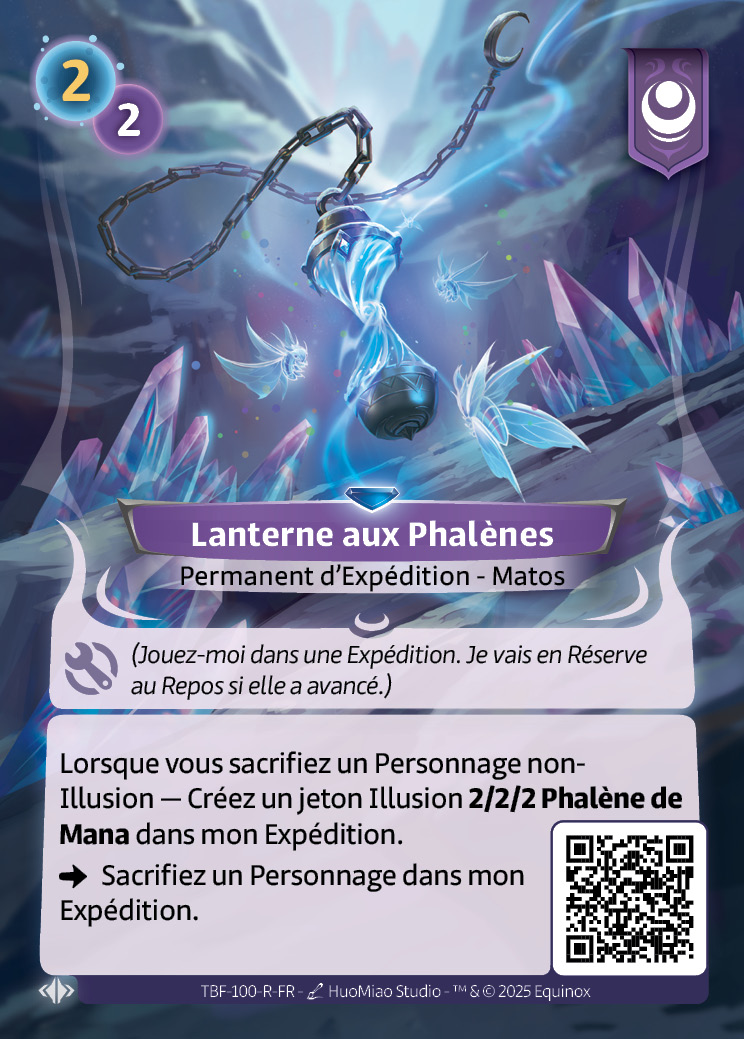 2
2
Lanterne aux Phalènes
Permanent d'Expédition - Matos
(Jouez-moi dans une Expédition. Je vais en Réserve
au Repos si elle a avancé.)
Lorsque vous sacrifiez un Personnage non-
Illusion — Créez un jeton Illusion 2/2/2 Phalène de
Mana dans mon Expédition.
➔ Sacrifiez un Personnage dans mon
Expédition.
TBF-100-R-FR - HuoMiao Studio - ™ & © 2025 Equinox